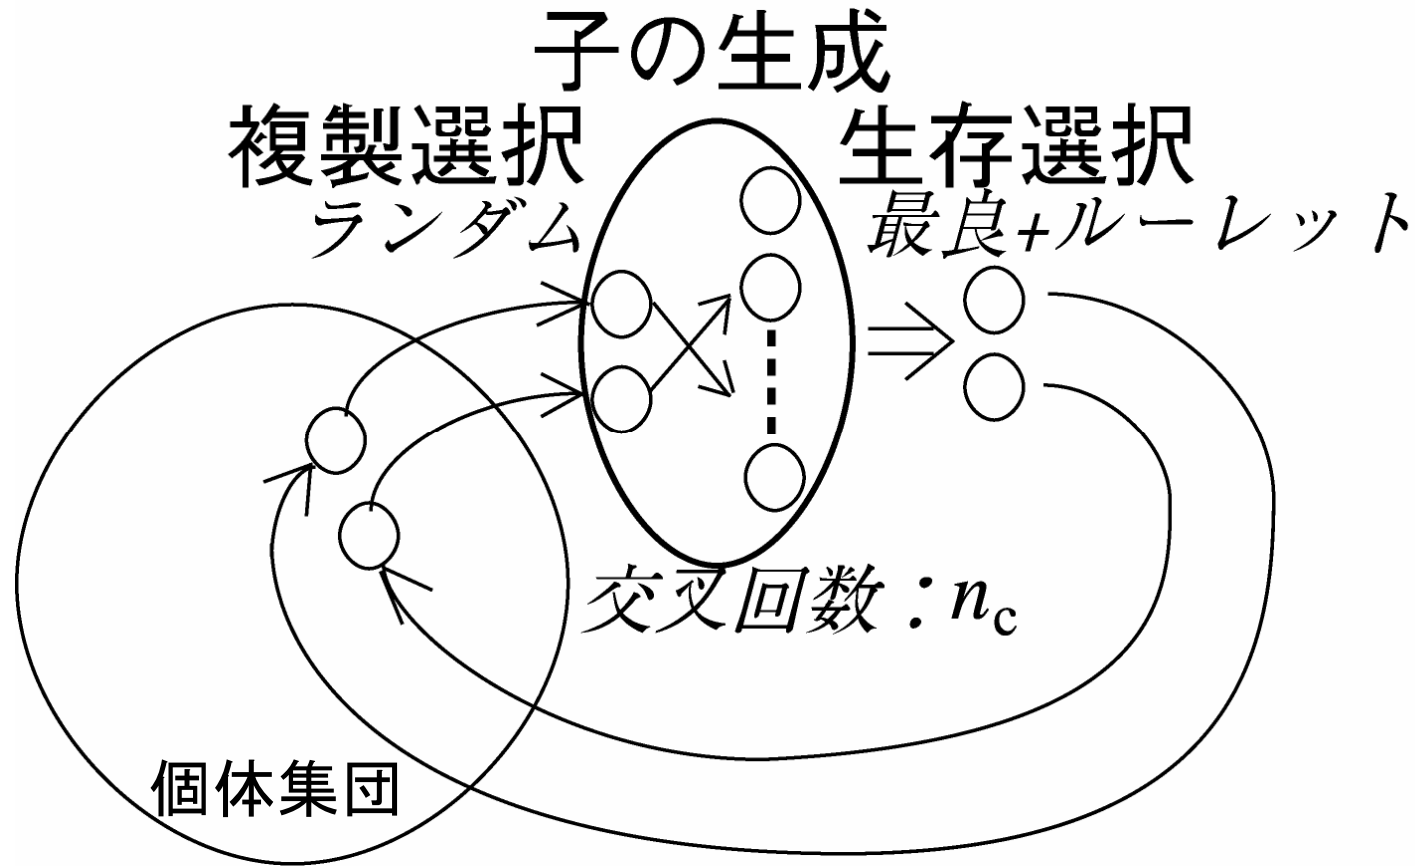 子の生成
複製選択
ランダム
生存選択
最良+ルーレット
交叉回数：nc
個体集団